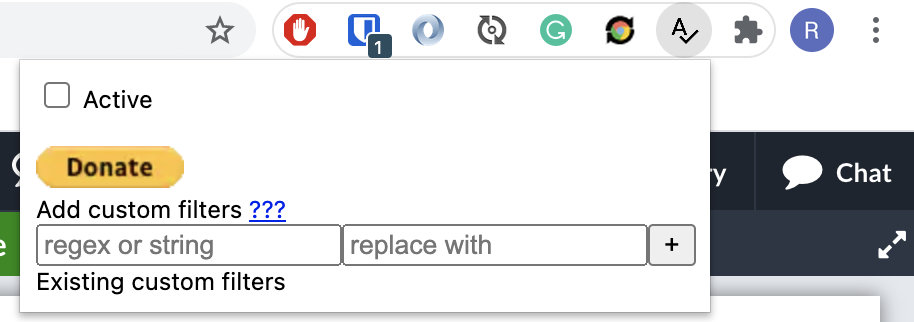 1
R
Active
Donate
ry
Chat
Add custom filters ???
e
regex or string
replace with
+
Existing custom filters